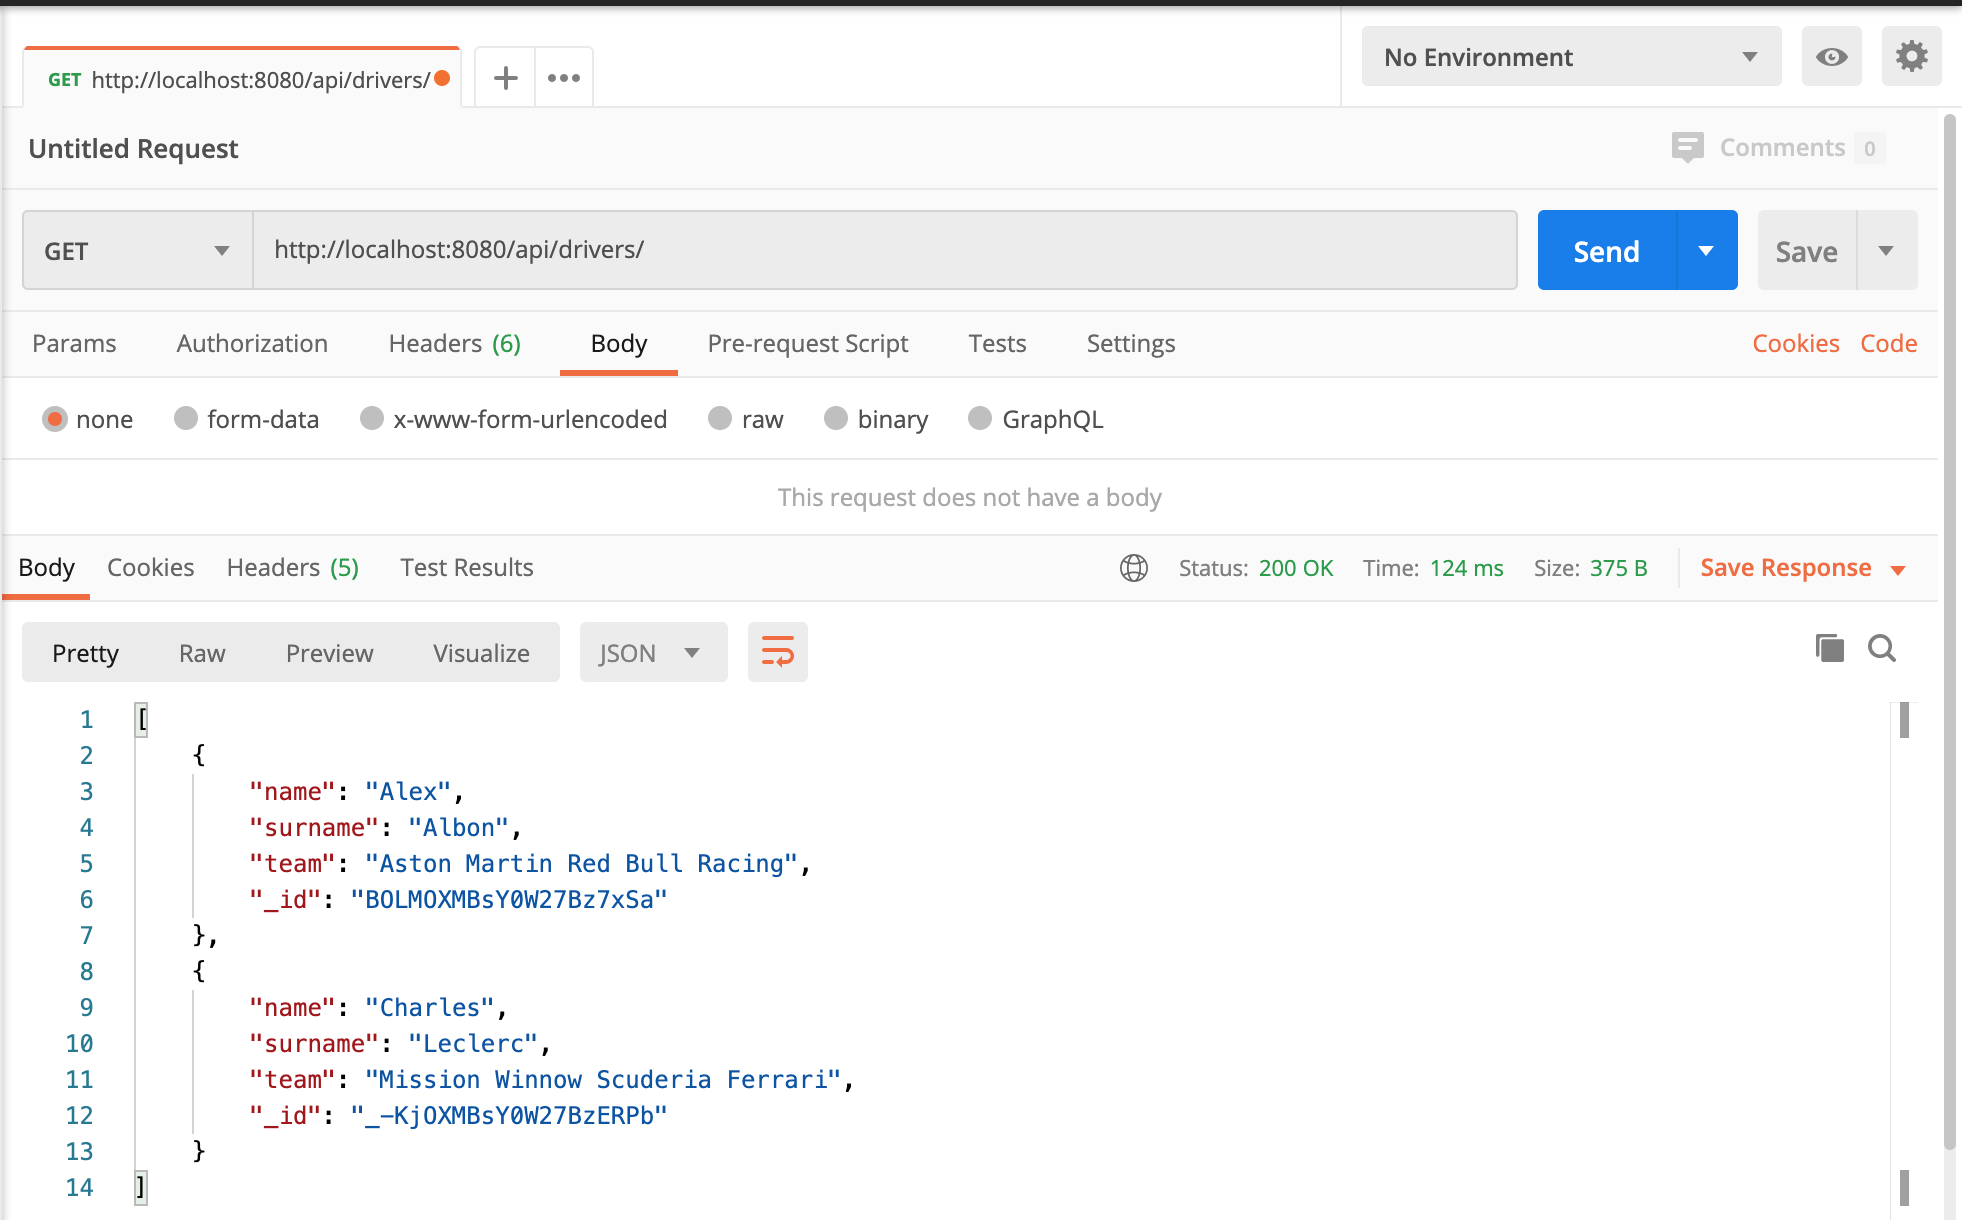 GET http://localhost:8080/api/drivers/
No Environment
Untitled Request
Comments 0
GET http://localhost:8080/api/drivers/ Send Save
Params Authorization Headers (6) Body Pre-request Script Tests Settings Cookies Code
none form-data x-www-form-urlencoded raw binary GraphQL
This request does not have a body
Body Cookies Headers (5) Test Results Status: 200 OK Time: 124 ms Size: 375 B Save Response
Pretty Raw Preview Visualize JSON
1 [
2 {
3 "name": "Alex",
4 "surname": "Albon",
5 "team": "Aston Martin Red Bull Racing",
6 "_id": "BOLMOXMBsY0W27Bz7xSa"
7 },
8 {
9 "name": "Charles",
10 "surname": "Leclerc",
11 "team": "Mission Winnow Scuderia Ferrari",
12 "_id": "_-KjOXMBsY0W27BzERPb"
13 }
14 ]